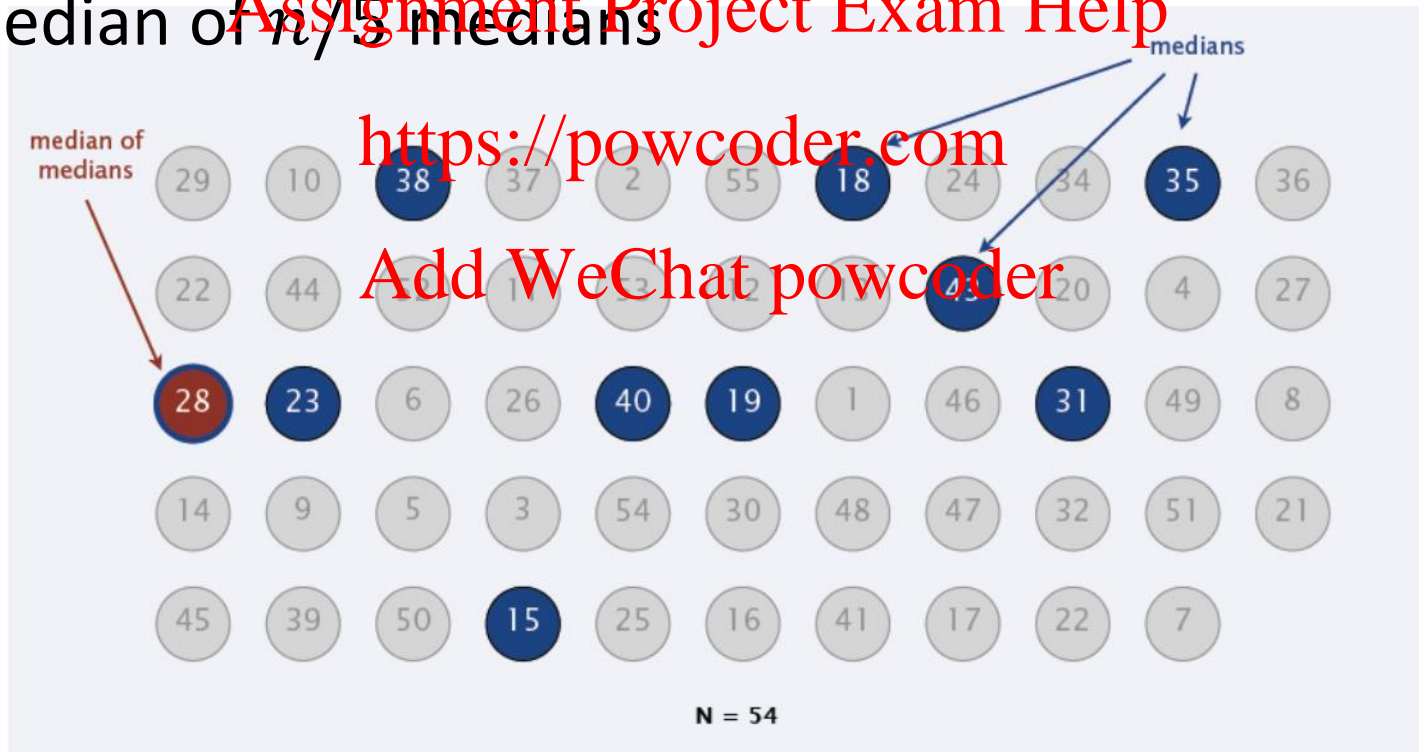 edian of n/5 medians
Assignment Project Exam Help
medians
https://powcoder.com
median of
medians
29 10 38 37 2 55 18 24 34 35 36
Add WeChat powcoder
22 44 20 4 27
28 23 6 26 40 19 1 46 31 49 8
14 9 5 3 54 30 48 47 32 51 21
45 39 50 15 25 16 41 17 22 7
N = 54